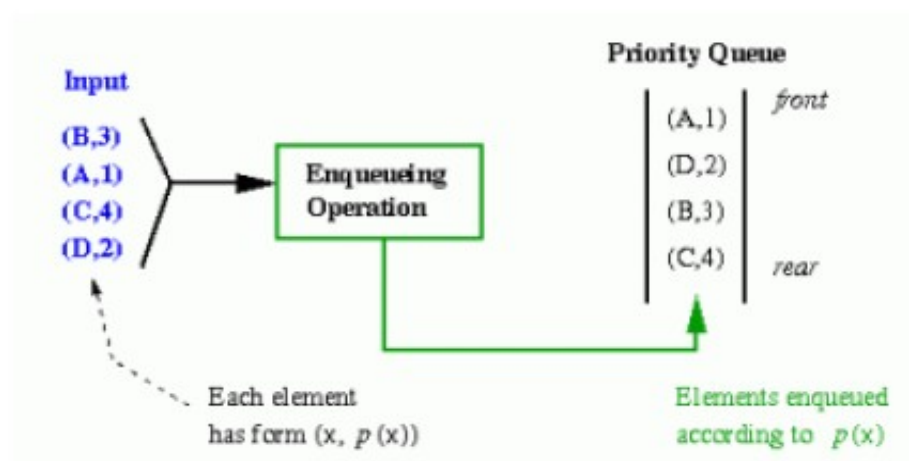 Input
(B,3)
(A,1)
(C,4)
(D,2)
Enqueueing
Operation
Priority Queue
(A,1)
(D,2)
(B,3)
(C,4)
front
rear
Each element
has form (x, p(x))
Elements enqueued
according to p(x)